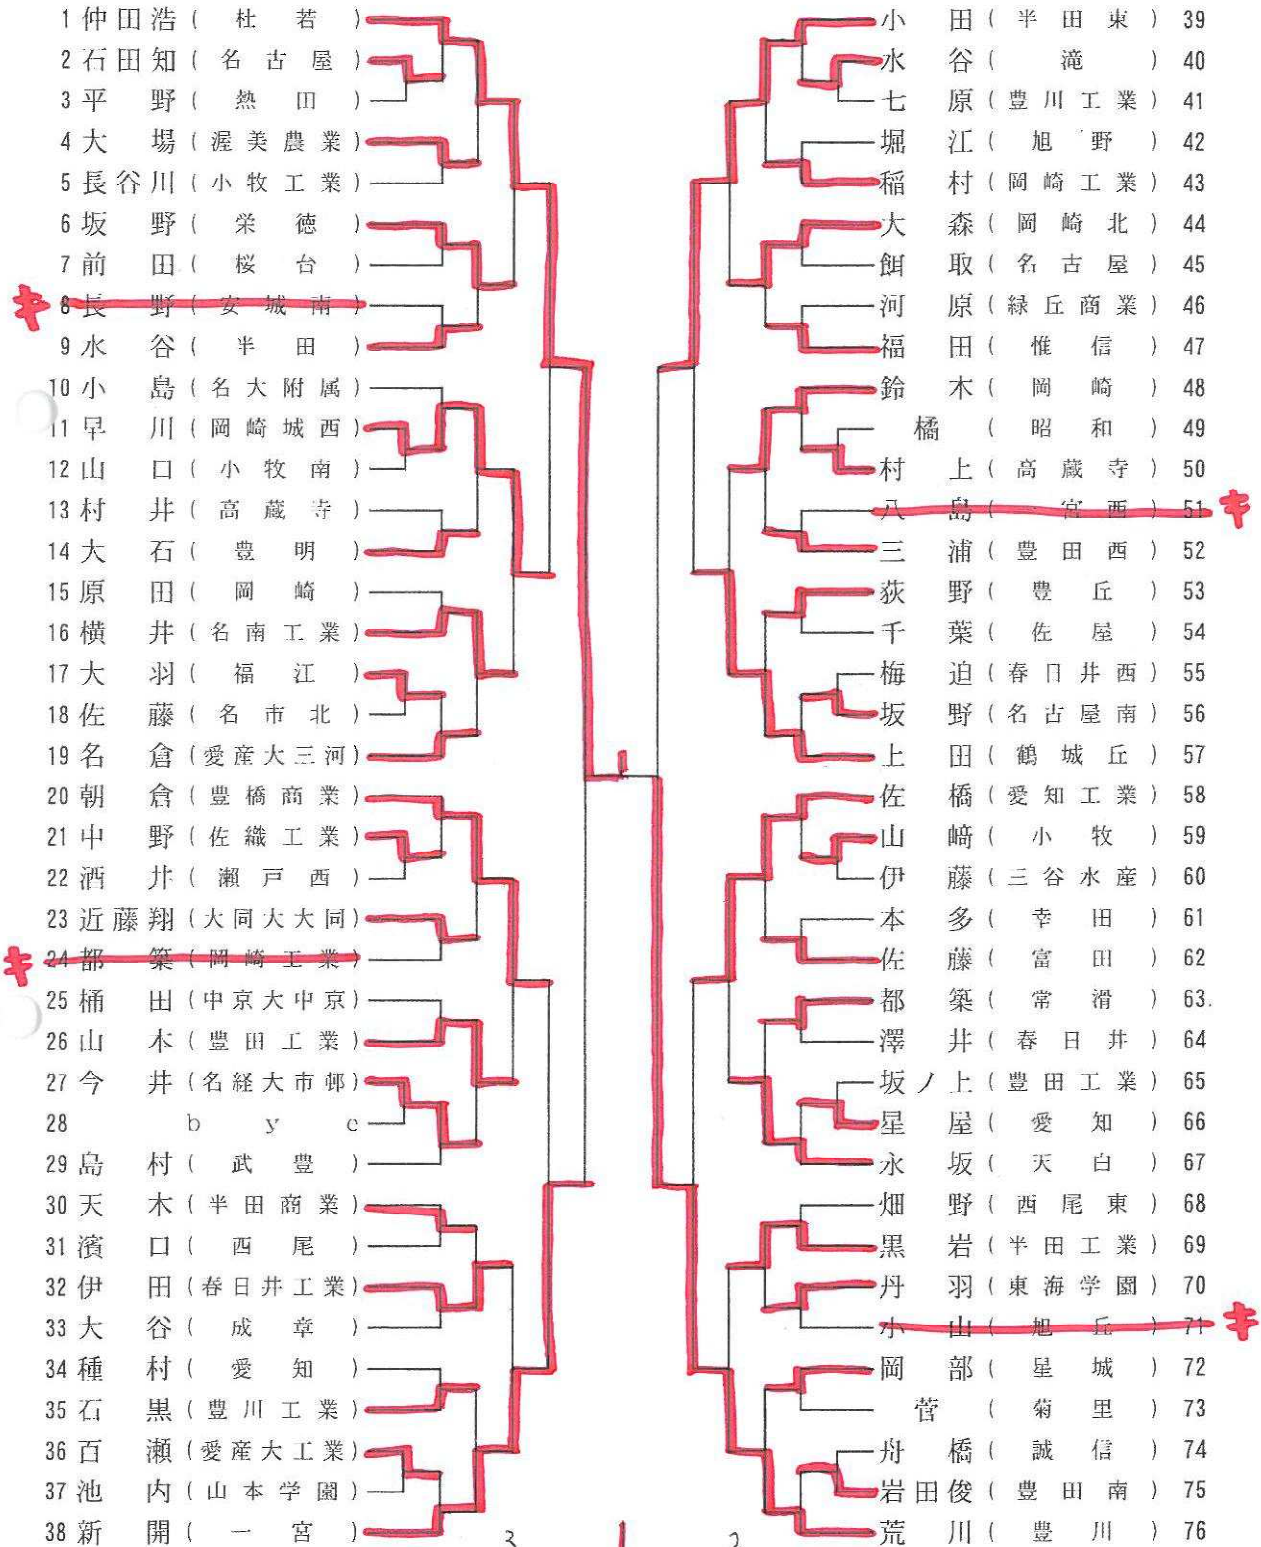 1 仲田浩 ( 杜若 )
2 石田知 ( 名古屋 )
3 平野 ( 熱田 )
4 大場 ( 渥美農業 )
5 長谷川 ( 小牧工業 )
6 坂野 ( 栄徳 )
7 前田 ( 桜台 )
キ 8 長野 ( 安城南 )
9 水谷 ( 半田 )
10 小島 ( 名大附属 )
11 早川 ( 岡崎城西 )
12 山口 ( 小牧南 )
13 村井 ( 高蔵寺 )
14 大石 ( 豊明 )
15 原田 ( 岡崎 )
16 横井 ( 名南工業 )
17 大羽 ( 福江 )
18 佐藤 ( 名市北 )
19 名倉 ( 愛産大三河 )
20 朝倉 ( 豊橋商業 )
21 中野 ( 佐織工業 )
22 酒井 ( 瀬戸西 )
23 近藤翔 ( 大同大大同 )
キ 24 都築 ( 岡崎工業 )
25 桶田 ( 中京大中京 )
26 山本 ( 豊田工業 )
27 今井 ( 名経大市邨 )
28 bye
29 島村 ( 武豊 )
30 天木 ( 半田商業 )
31 濱口 ( 西尾 )
32 伊田 ( 春日井工業 )
33 大谷 ( 成章 )
34 種村 ( 愛知 )
35 石黒 ( 豊川工業 )
36 百瀬 ( 愛産大工業 )
37 池内 ( 山本学園 )
38 新開 ( 一宮 )
小田 ( 半田東 ) 39
水谷 ( 滝 ) 40
七原 ( 豊川工業 ) 41
堀江 ( 旭野 ) 42
稲村 ( 岡崎工業 ) 43
大森 ( 岡崎北 ) 44
餌取 ( 名古屋 ) 45
河原 ( 緑丘商業 ) 46
福田 ( 惟信 ) 47
鈴木 ( 岡崎 ) 48
橘 ( 昭和 ) 49
村上 ( 高蔵寺 ) 50
八島 ( 一宮西 ) 51 キ
三浦 ( 豊田西 ) 52
荻野 ( 豊丘 ) 53
千葉 ( 佐屋 ) 54
梅迫 ( 春日井西 ) 55
坂野 ( 名古屋南 ) 56
上田 ( 鶴城丘 ) 57
佐橋 ( 愛知工業 ) 58
山﨑 ( 小牧 ) 59
伊藤 ( 三谷水産 ) 60
本多 ( 幸田 ) 61
佐藤 ( 富田 ) 62
都築 ( 常滑 ) 63
澤井 ( 春日井 ) 64
坂ノ上 ( 豊田工業 ) 65
星屋 ( 愛知 ) 66
永坂 ( 天白 ) 67
畑野 ( 西尾東 ) 68
黒岩 ( 半田工業 ) 69
丹羽 ( 東海学園 ) 70
小山 ( 旭丘 ) 71 キ
岡部 ( 星城 ) 72
菅 ( 菊里 ) 73
舟橋 ( 誠信 ) 74
岩田俊 ( 豊田南 ) 75
荒川 ( 豊川 ) 76